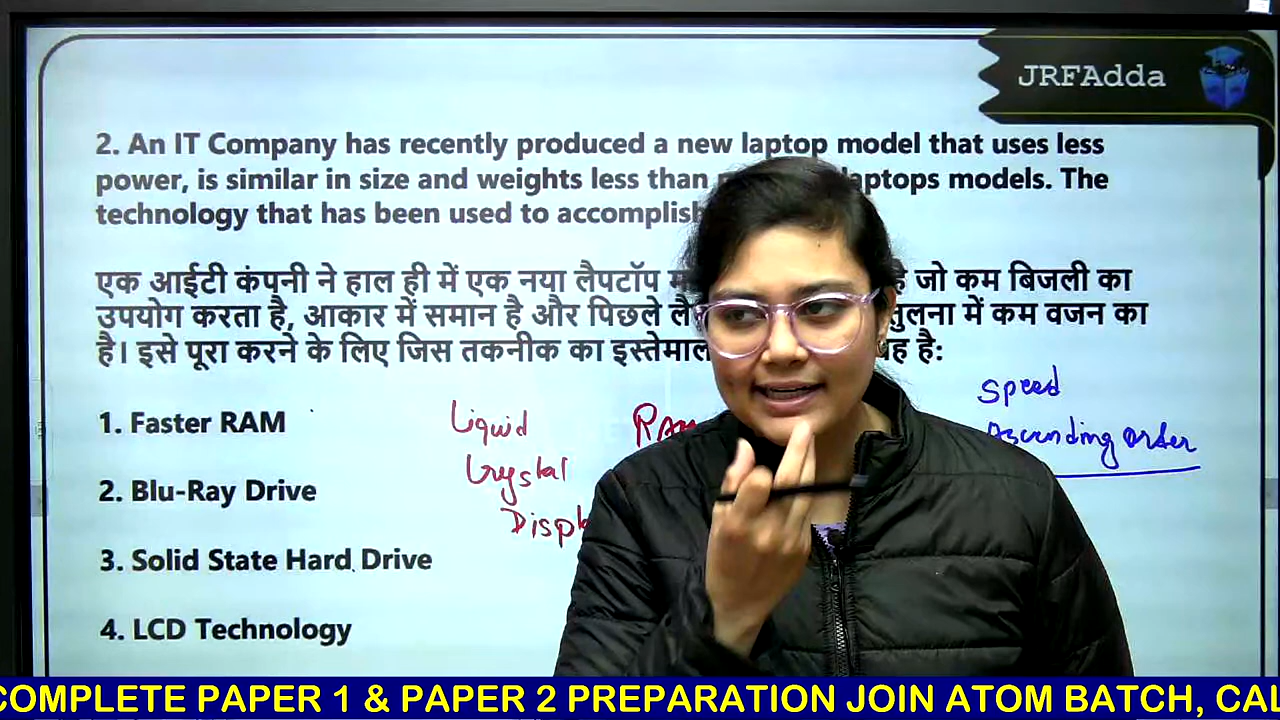 JRFAdda
2. An IT Company has recently produced a new laptop model that uses less
power, is similar in size and weights less than laptops models. The
technology that has been used to accomplish
एक आईटी कंपनी ने हाल ही में एक नया लैपटॉप है जो कम बिजली का
उपयोग करता है, आकार में समान है और पिछले में कम वजन का
है। इसे पूरा करने के लिए जिस तकनीक का इस्तेमाल है:
Speed
1. Faster RAM Liquid RAM Ascending order
Crystal
2. Blu-Ray Drive
3. Solid State Hard Drive
4. LCD Technology
COMPLETE PAPER 1 & PAPER 2 PREPARATION JOIN ATOM BATCH, CAL